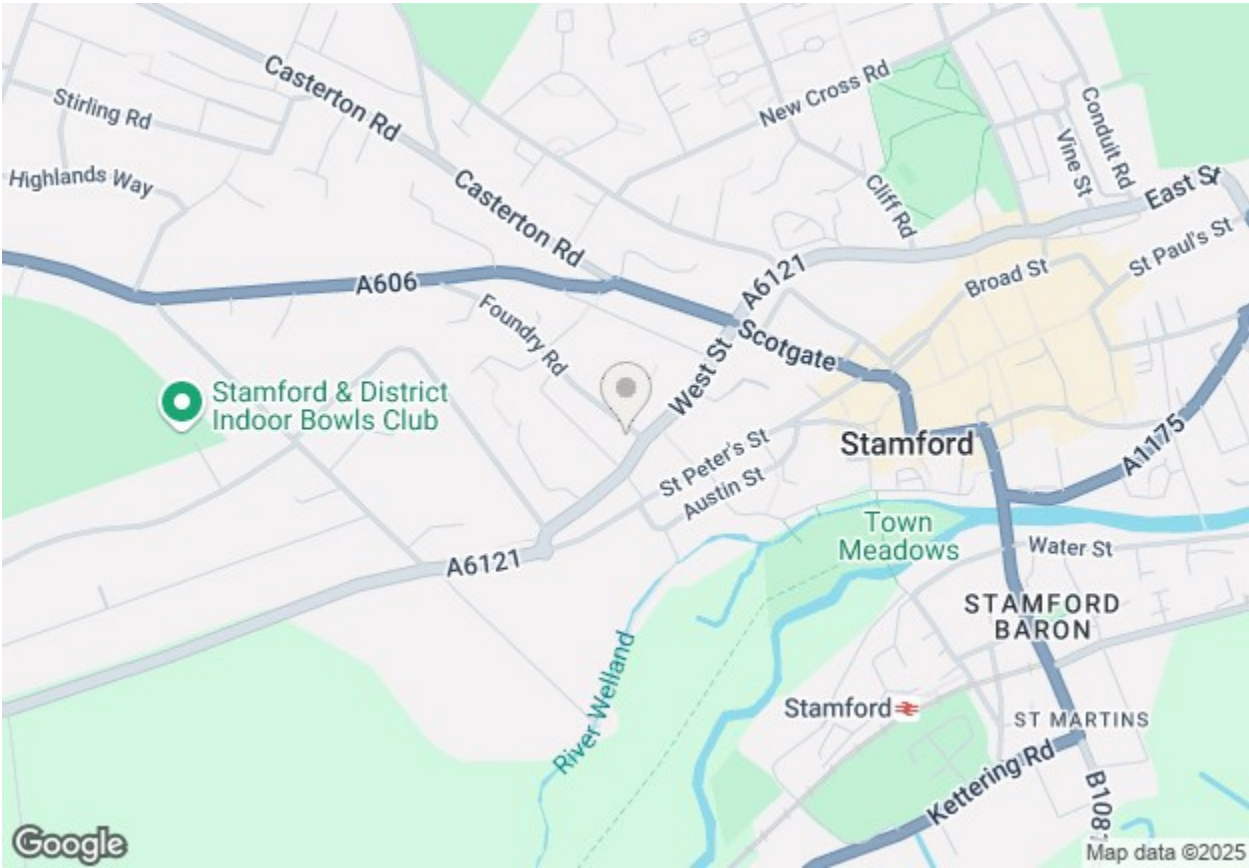 Casterton Rd
New Cross Rd
Stirling Rd
Conduit Rd
Vine St
Highlands Way
Casterton Rd
Cliff Rd
East St
St Paul's St
A6121
Broad St
A606
Foundry Rd
Scotgate
West St
Stamford & District
Indoor Bowls Club
Stamford
A1175
St Peter's St
Austin St
Town
Meadows
Water St
A6121
STAMFORD
BARON
River Welland
Stamford
ST MARTINS
Kettering Rd
B1081
Google
Map data ©2025